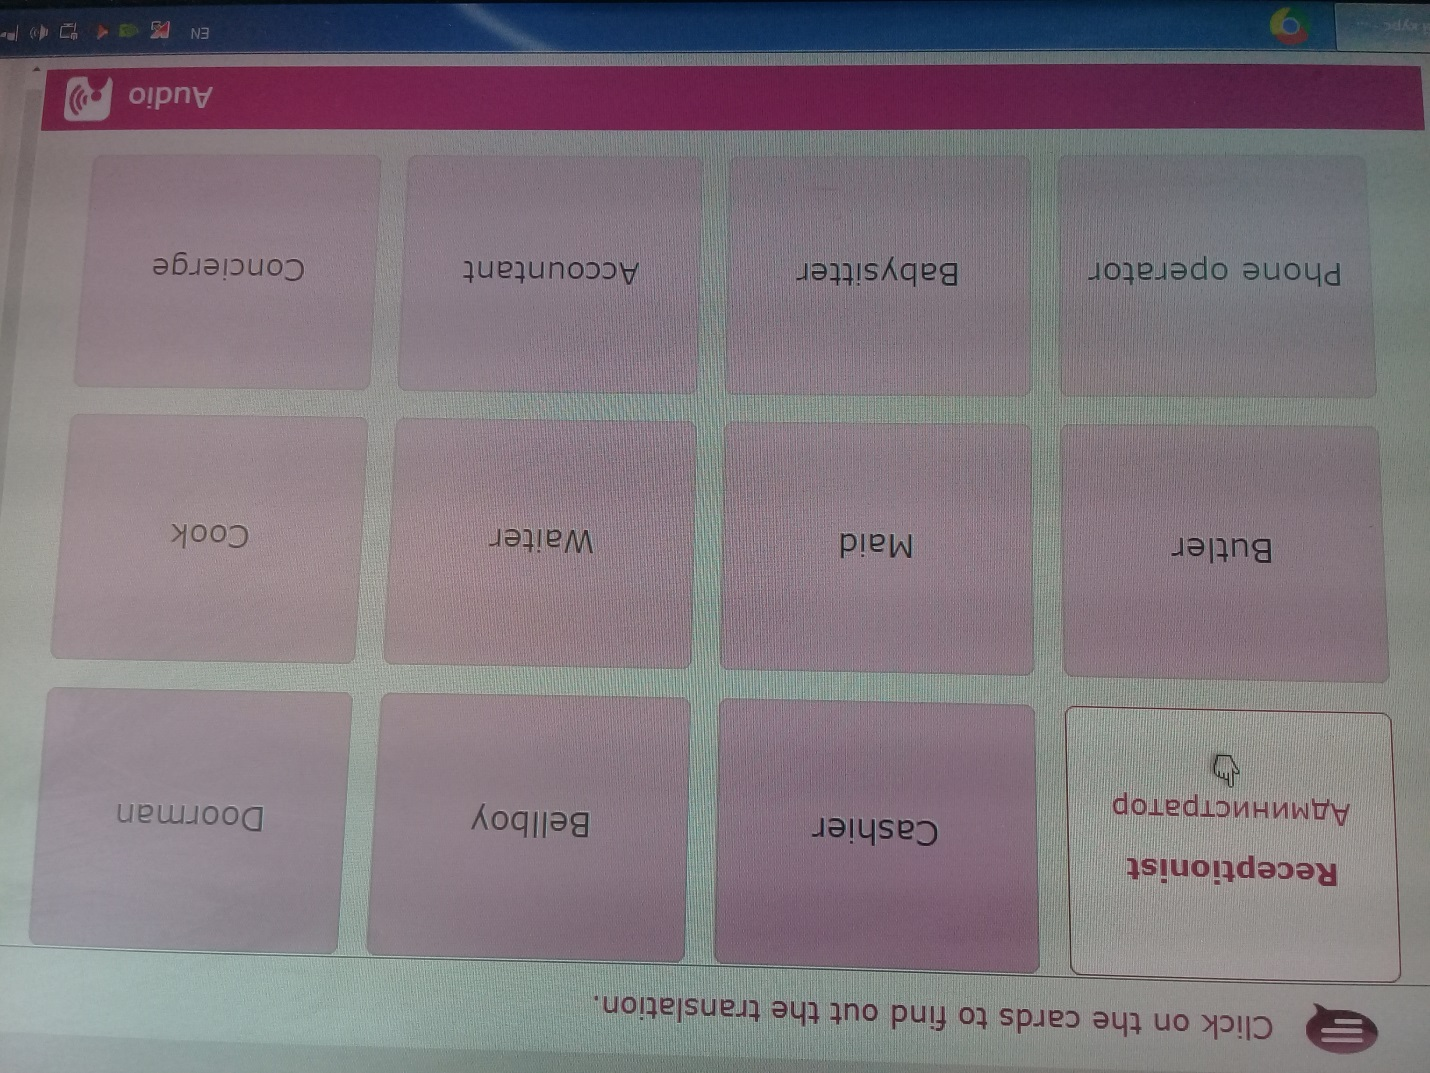 Click on the cards to find out the translation.
Receptionist
Администратор
Cashier
Bellboy
Doorman
Butler
Maid
Waiter
Cook
Phone operator
Babysitter
Accountant
Concierge
Audio
EN